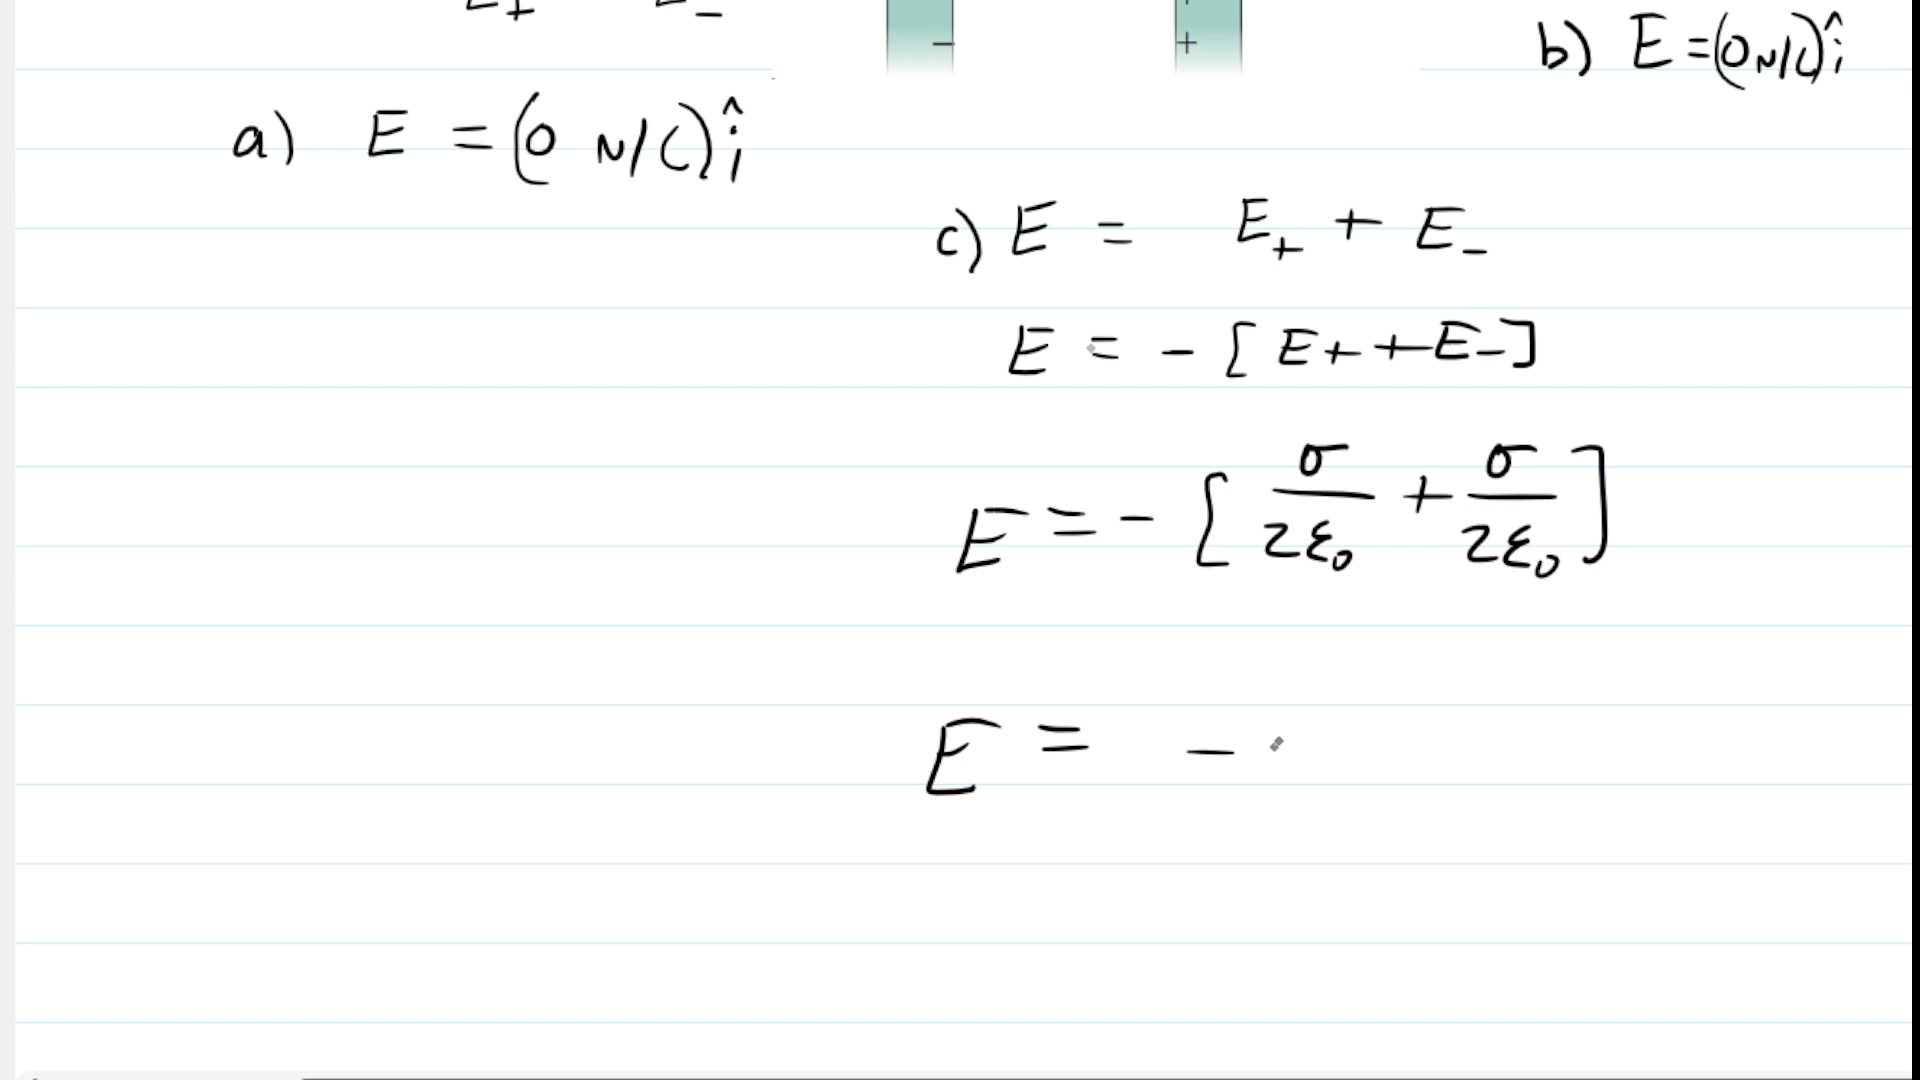 E₊ E₋
− +
b) E = (0 N/C) î
a) E = (0 N/C) î
c) E = E₊ + E₋
E = - [E₊ + E₋]
E = - [σ/2ε₀ + σ/2ε₀]
E = -